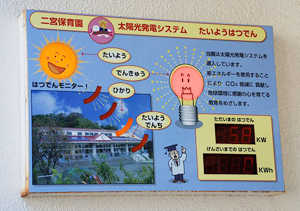 二宮保育園 太陽光発電システム たいようはつでん
たいよう
でんきゅう
はつでんモニター!
ひかり
たいよう
でんち
当園は太陽光発電システムを
導入しています。
新エネルギーを使用することに
より CO₂ 削減に貢献し
地球環境に感謝の心を育てる
教育をめざします。
ただいまの はつでん
KW
げんざいまでの はつでん
KWh